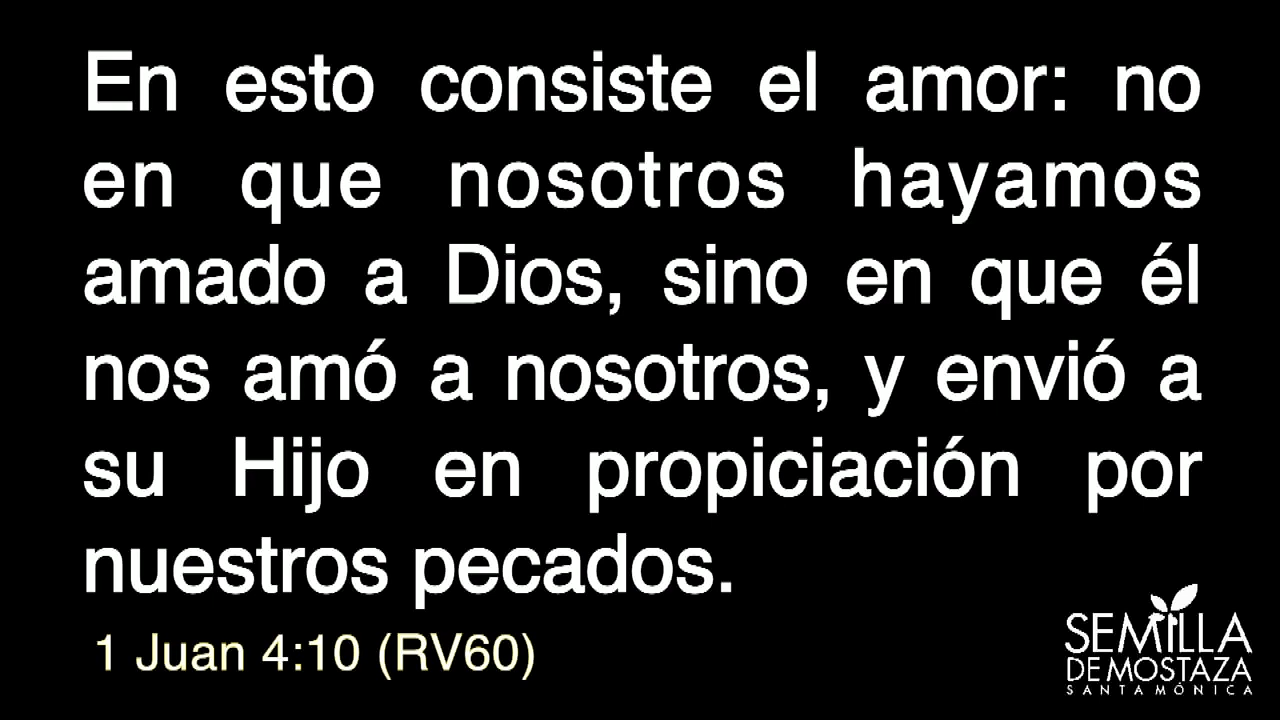 En esto consiste el amor: no
en que nosotros hayamos
amado a Dios, sino en que él
nos amó a nosotros, y envió a
su Hijo en propiciación por
nuestros pecados.
1 Juan 4:10 (RV60)
SEMILLA
DE MOSTAZA
SANTA MÓNICA